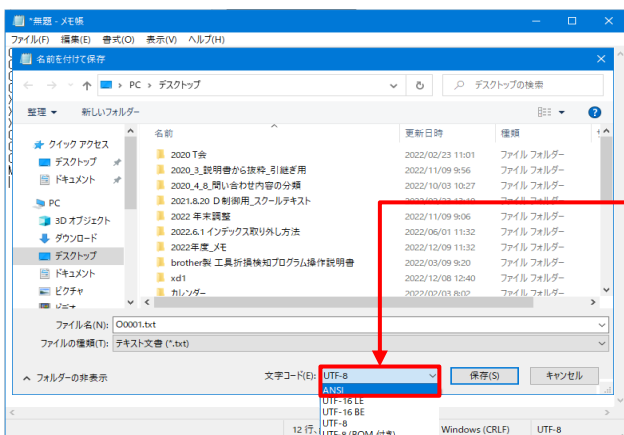 *無題 - メモ帳
ファイル(F) 編集(E) 書式(O) 表示(V) ヘルプ(H)
名前を付けて保存
PC › デスクトップ
デスクトップの検索
整理 新しいフォルダー
名前 更新日時 種類
クイック アクセス
デスクトップ
ドキュメント
PC
3D オブジェクト
ダウンロード
デスクトップ
ドキュメント
ピクチャ
ビデオ
2020 T会 2022/02/23 11:01 ファイル フォルダー
2020_3_説明書から抜粋_引継ぎ用 2022/11/09 9:56 ファイル フォルダー
2020_4_8_問い合わせ内容の分類 2022/10/03 10:27 ファイル フォルダー
2021.8.20 D制御用_スクールテキスト ファイル フォルダー
2022 年末調整 2022/11/09 9:06 ファイル フォルダー
2022.6.1 インデックス取り外し方法 2022/06/01 11:32 ファイル フォルダー
2022年度_メモ 2022/12/09 11:32 ファイル フォルダー
brother製 工具折損検知プログラム操作説明書 2022/03/09 9:20 ファイル フォルダー
xd1 2022/12/08 12:40 ファイル フォルダー
カレンダー 2022/02/03 8:02 ファイル フォルダー
ファイル名(N): O0001.txt
ファイルの種類(T): テキスト文書 (*.txt)
フォルダーの非表示
文字コード(E): UTF-8
保存(S) キャンセル
ANSI
UTF-16 LE
UTF-16 BE
UTF-8
UTF-8 (BOM 付き)
12 行、
Windows (CRLF) UTF-8